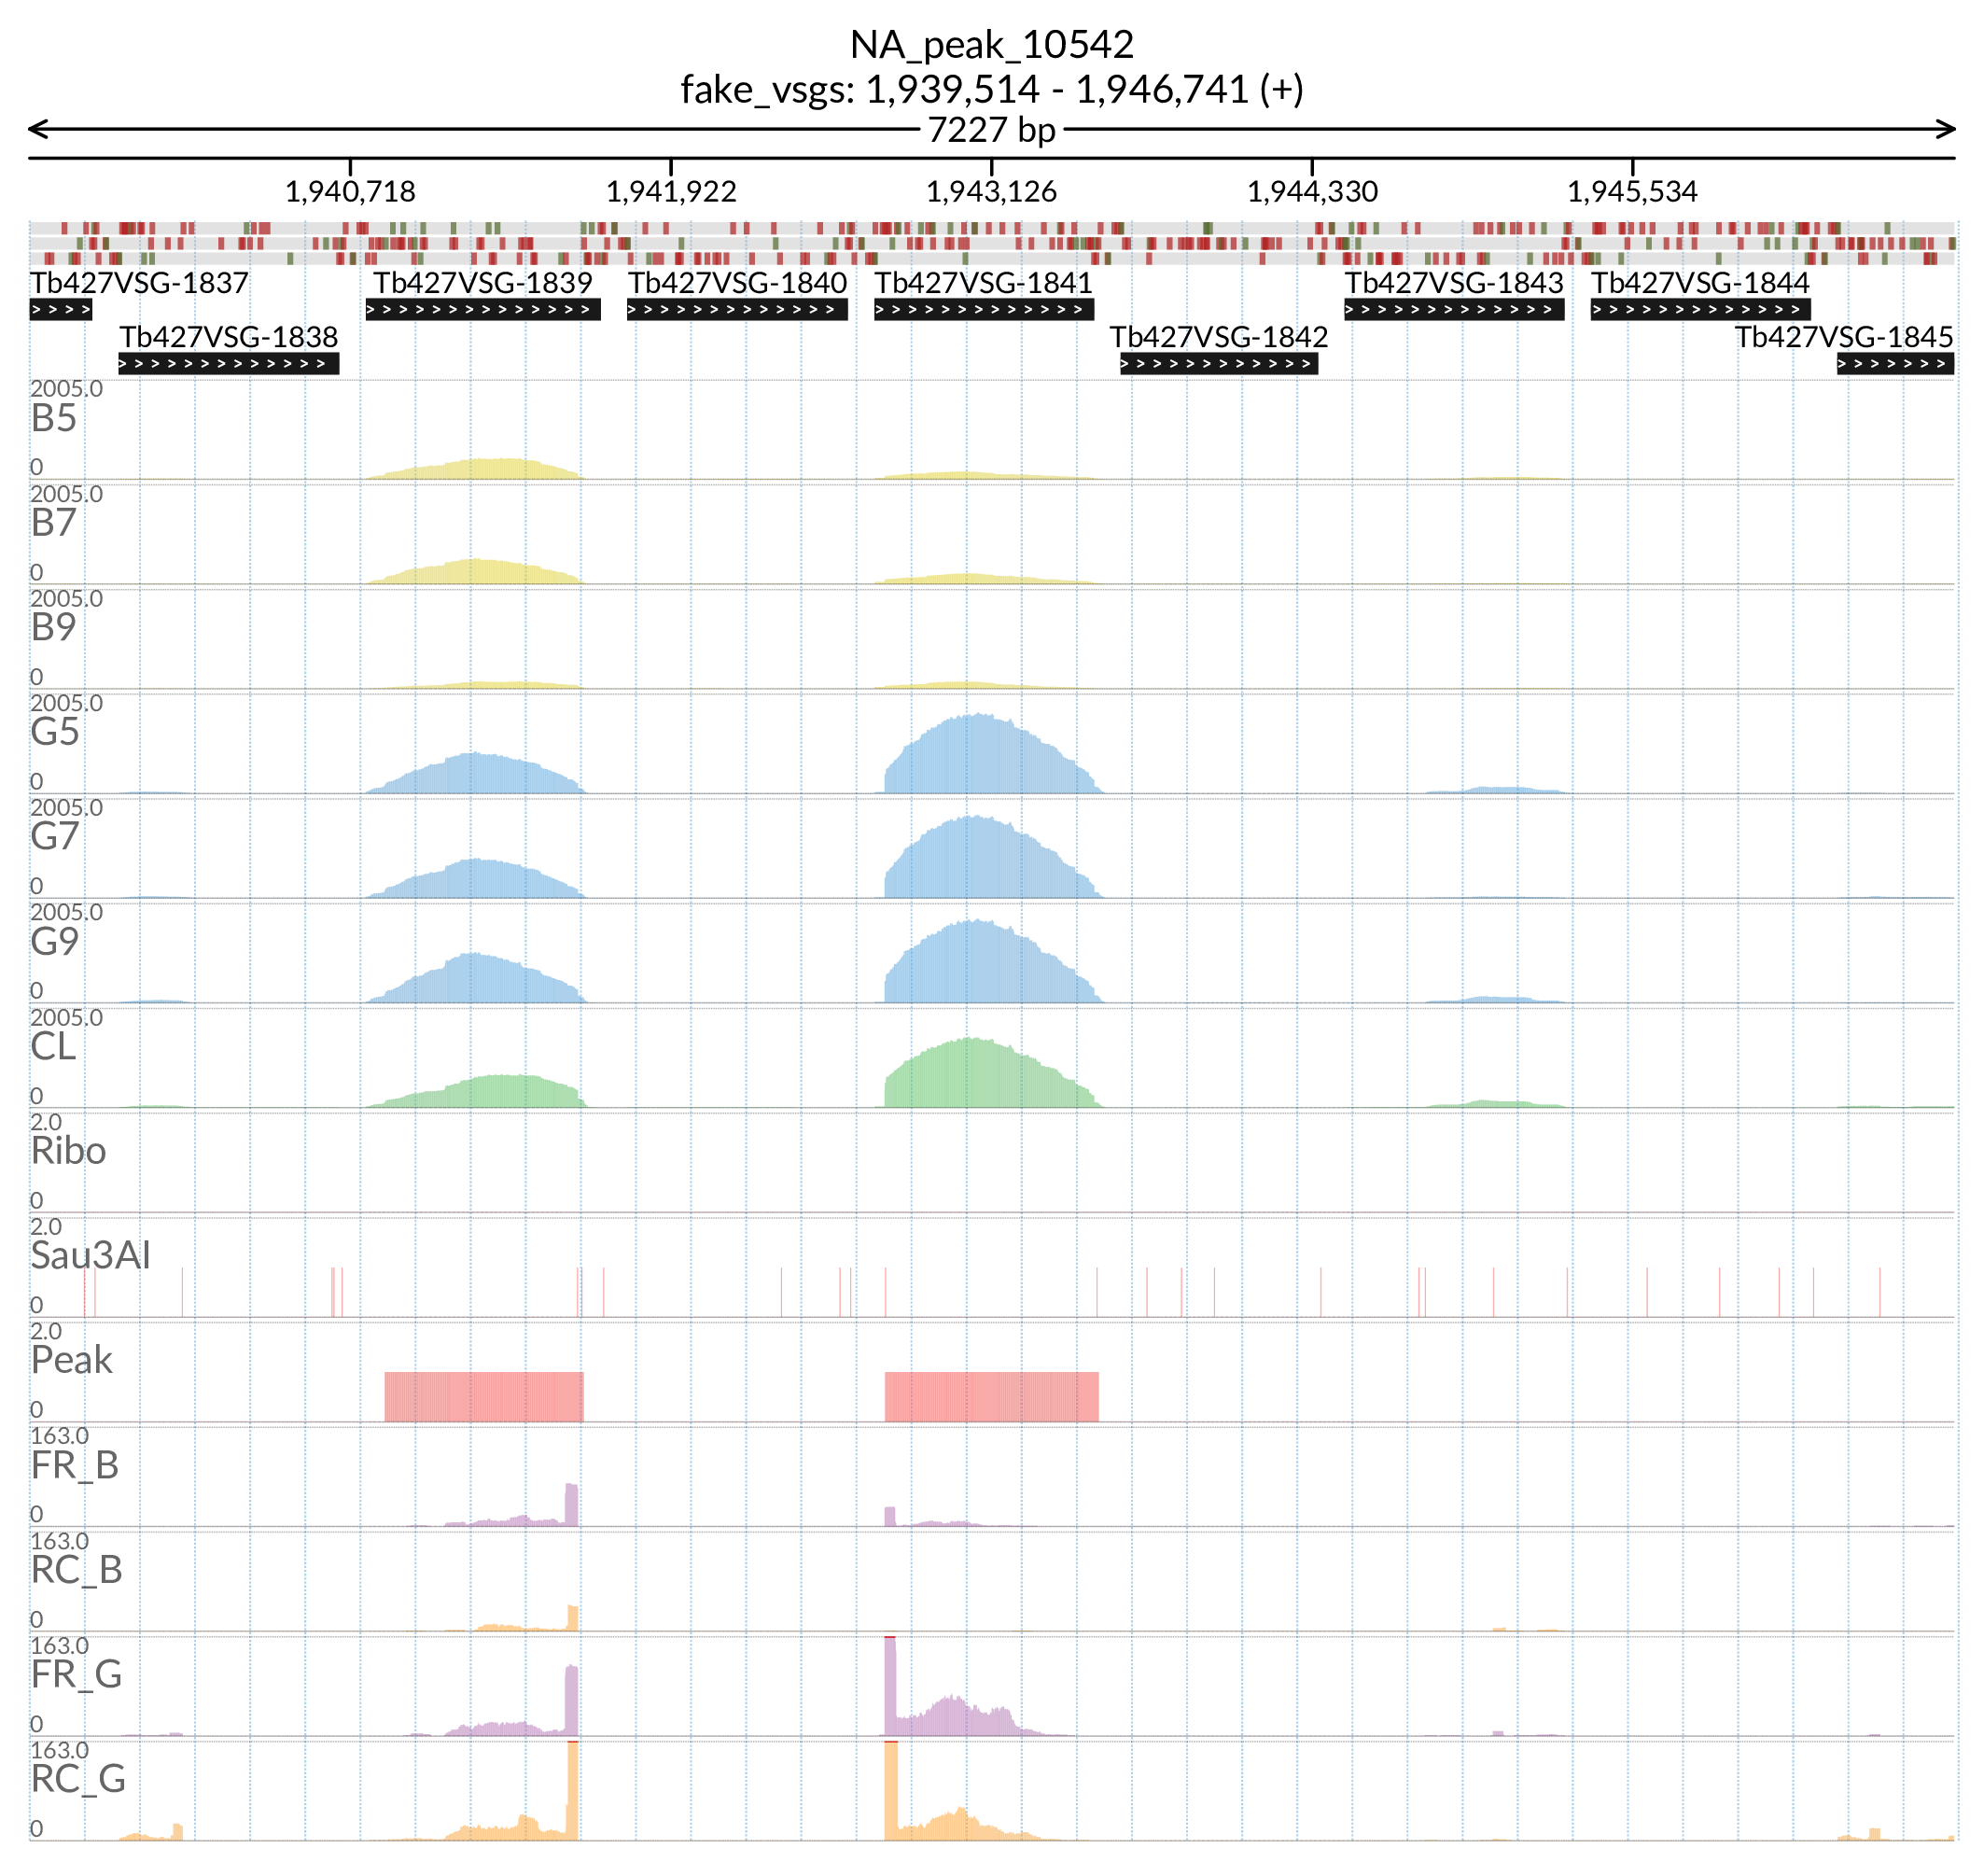 NA_peak_10542
fake_vsgs: 1,939,514 - 1,946,741 (+)
7227 bp
1,940,718 1,941,922 1,943,126 1,944,330 1,945,534
Tb427VSG-1837 Tb427VSG-1839 Tb427VSG-1840 Tb427VSG-1841 Tb427VSG-1843 Tb427VSG-1844
Tb427VSG-1838 Tb427VSG-1842 Tb427VSG-1845
2005.0
B5
0
2005.0
B7
0
2005.0
B9
0
2005.0
G5
0
2005.0
G7
0
2005.0
G9
0
2005.0
CL
0
2.0
Ribo
0
2.0
Sau3AI
0
2.0
Peak
0
163.0
FR_B
0
163.0
RC_B
0
163.0
FR_G
0
163.0
RC_G
0